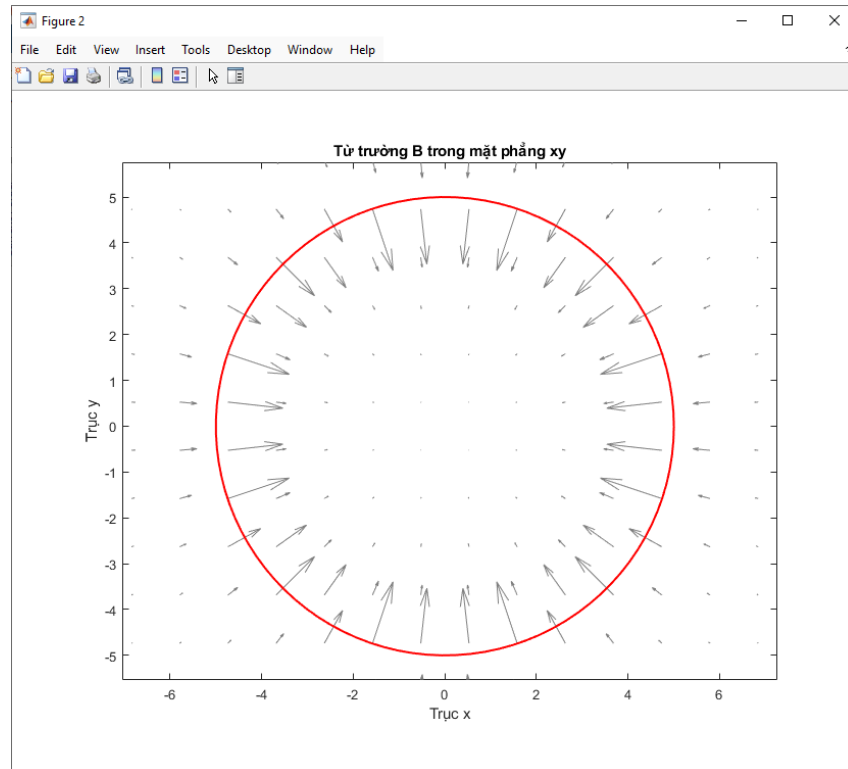 Figure 2
File Edit View Insert Tools Desktop Window Help
Từ trường B trong mặt phẳng xy
5
4
3
2
1
0
-1
-2
-3
-4
-5
Trục y
-6 -4 -2 0 2 4 6
Trục x